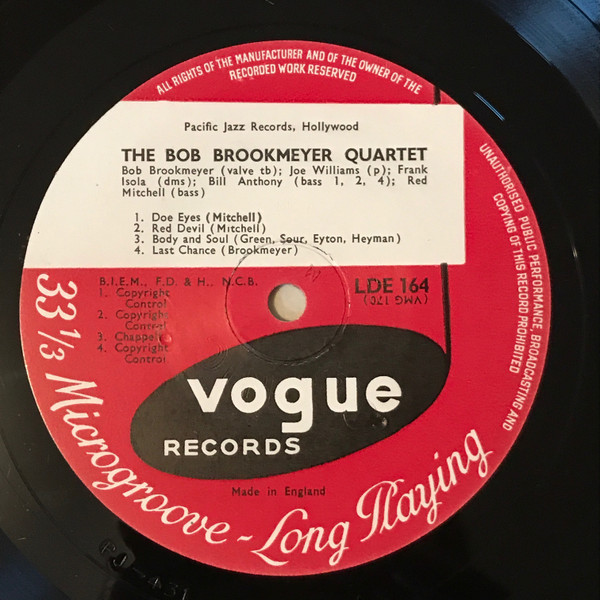 ALL RIGHTS OF THE MANUFACTURER AND OF THE OWNER OF THE
RECORDED WORK RESERVED
Pacific Jazz Records, Hollywood
THE BOB BROOKMEYER QUARTET
Bob Brookmeyer (valve tb); Joe Williams (p); Frank
Isola (dms); Bill Anthony (bass 1, 2, 4); Red
Mitchell (bass)
1. Doe Eyes (Mitchell)
2. Red Devil (Mitchell)
3. Body and Soul (Green, Sour, Eyton, Heyman)
4. Last Chance (Brookmeyer)
B.I.E.M., F.D. & H., N.C.B.
1. Copyright
Control
2. Copyright
Control
3. Chappell
4. Copyright
Control
LDE 164
(VMG 170)
UNAUTHORISED PUBLIC PERFORMANCE, BROADCASTING AND
COPYING OF THIS RECORD PROHIBITED
vogue
RECORDS
Made in England
33 1/3 Microgroove - Long Playing